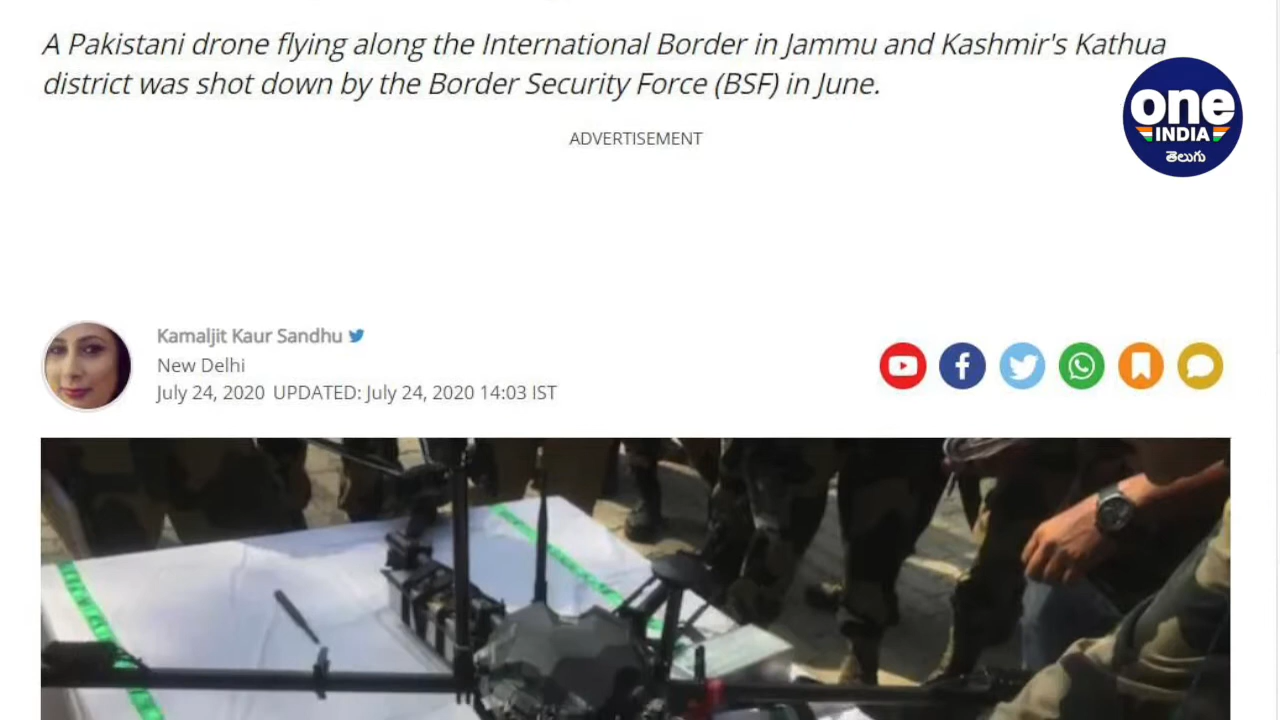 A Pakistani drone flying along the International Border in Jammu and Kashmir's Kathua
district was shot down by the Border Security Force (BSF) in June.
one
INDIA
తెలుగు
ADVERTISEMENT
Kamaljit Kaur Sandhu
New Delhi
July 24, 2020 UPDATED: July 24, 2020 14:03 IST